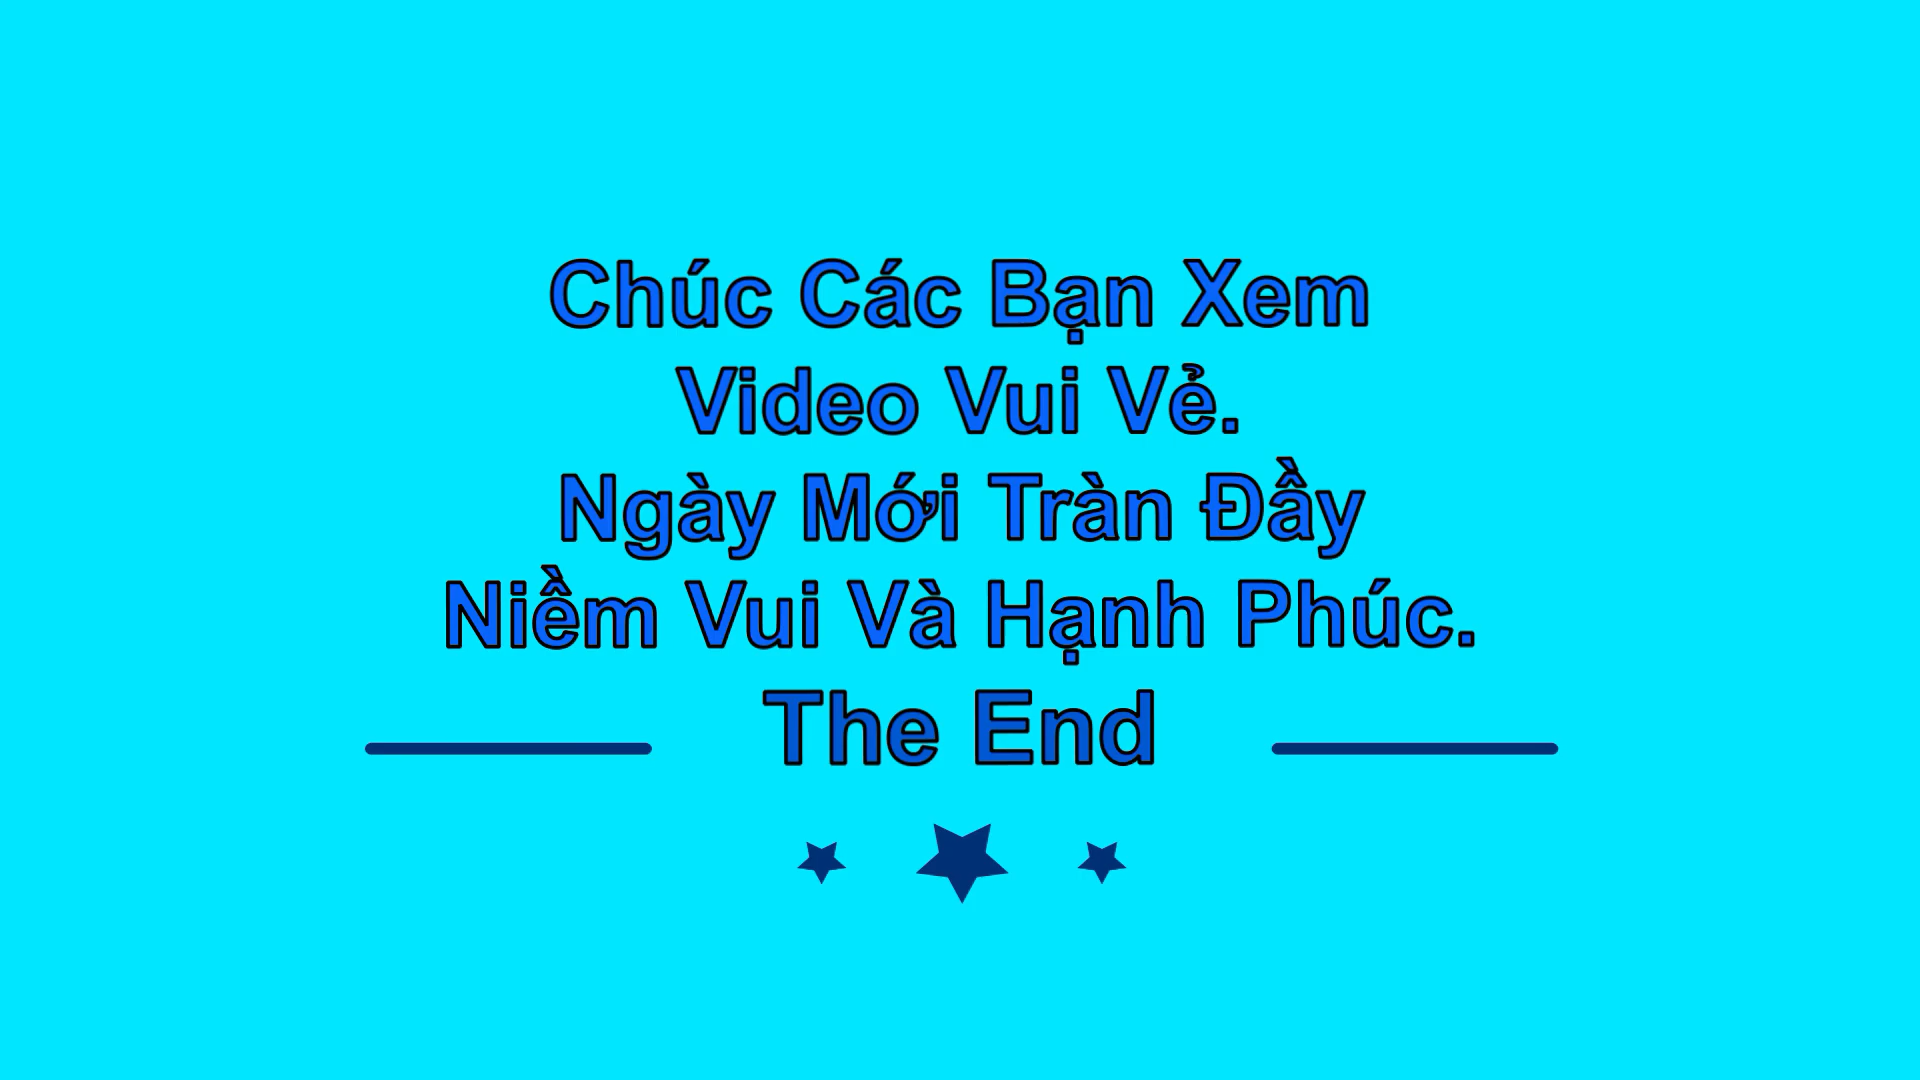 Chúc Các Bạn Xem
Video Vui Vẻ.
Ngày Mới Tràn Đầy
Niềm Vui Và Hạnh Phúc.
The End